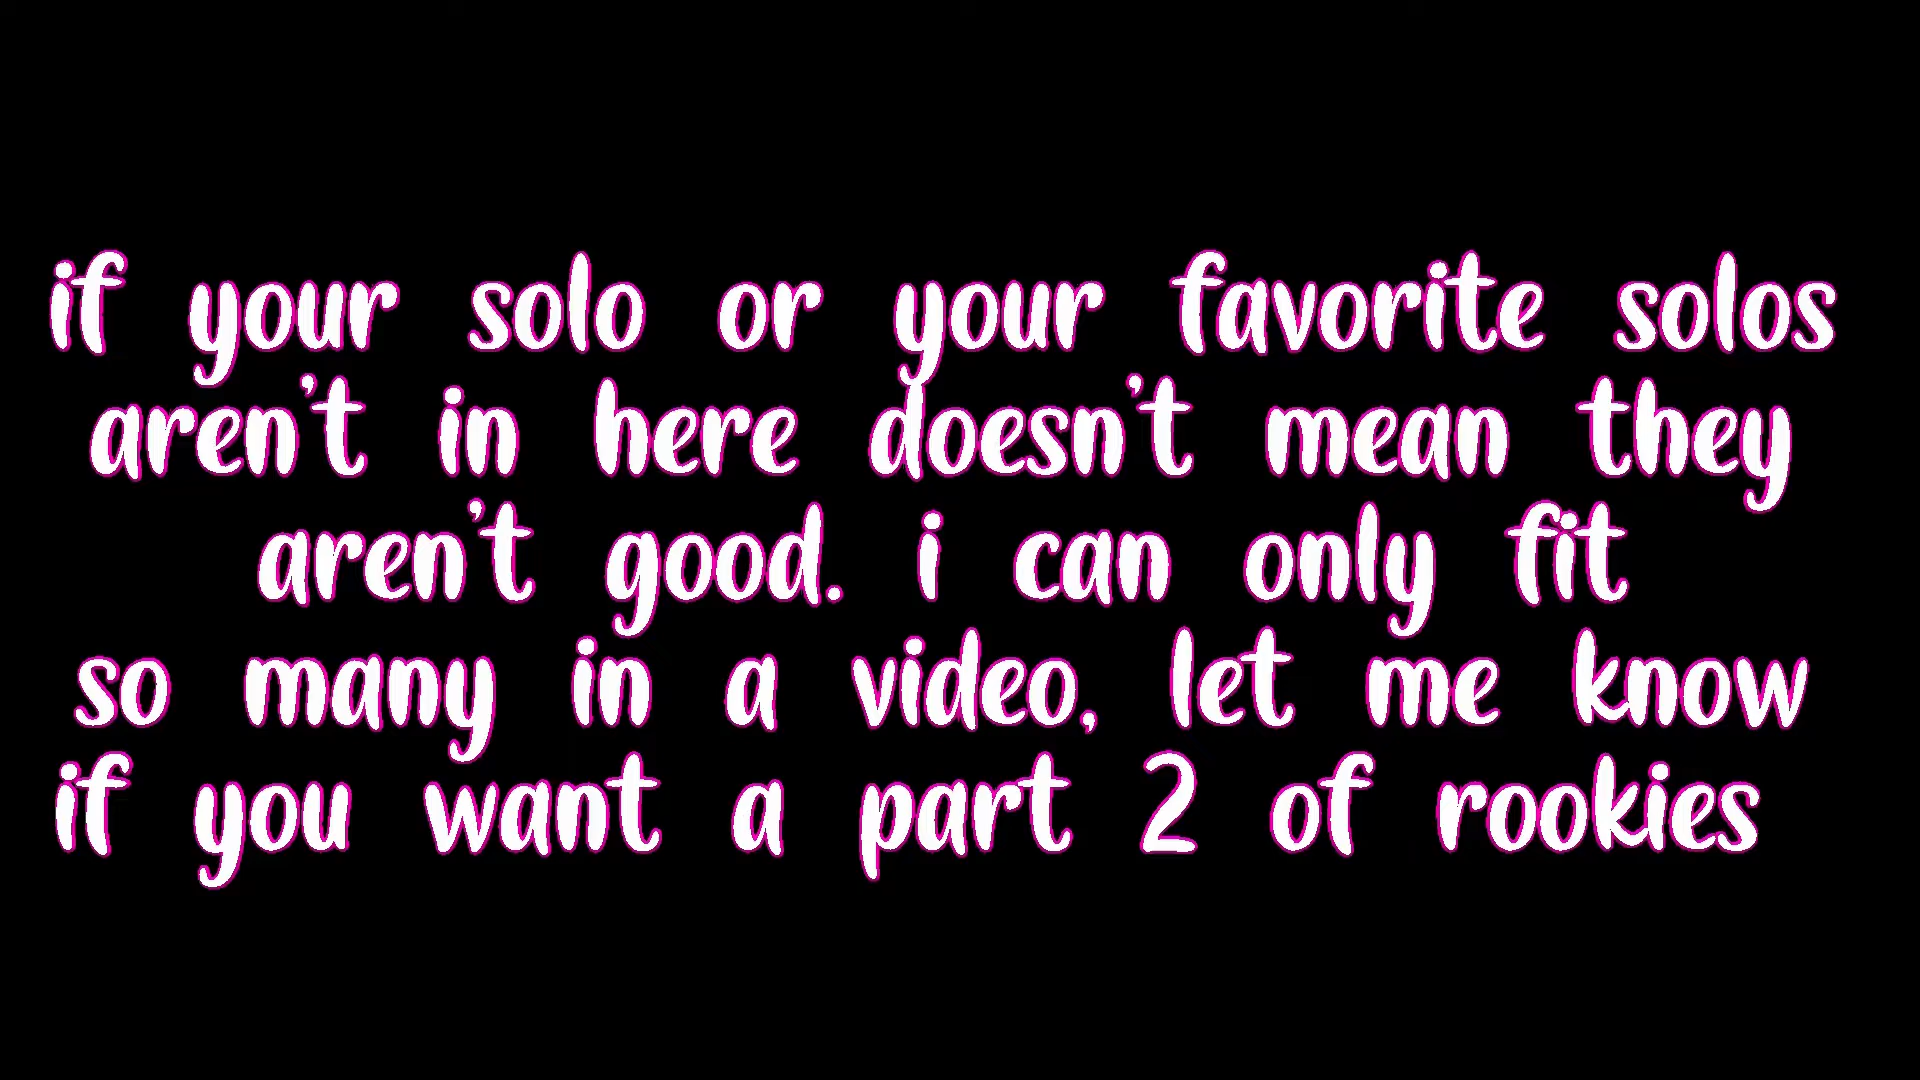 if your solo or your favorite solos
aren't in here doesn't mean they
aren't good. i can only fit
so many in a video, let me know
if you want a part 2 of rookies